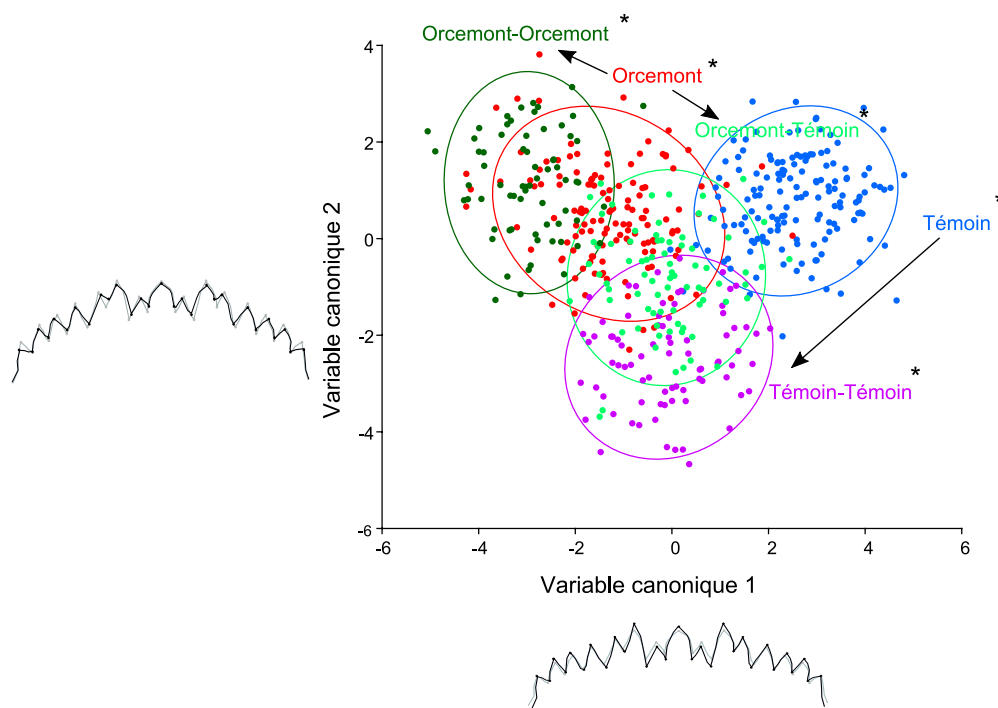 Orcemont-Orcemont *
Orcemont *
Orcemont-Témoin *
Témoin *
Témoin-Témoin *
4
2
0
-2
-4
-6
Variable canonique 2
-6
-4
-2
0
2
4
6
Variable canonique 1